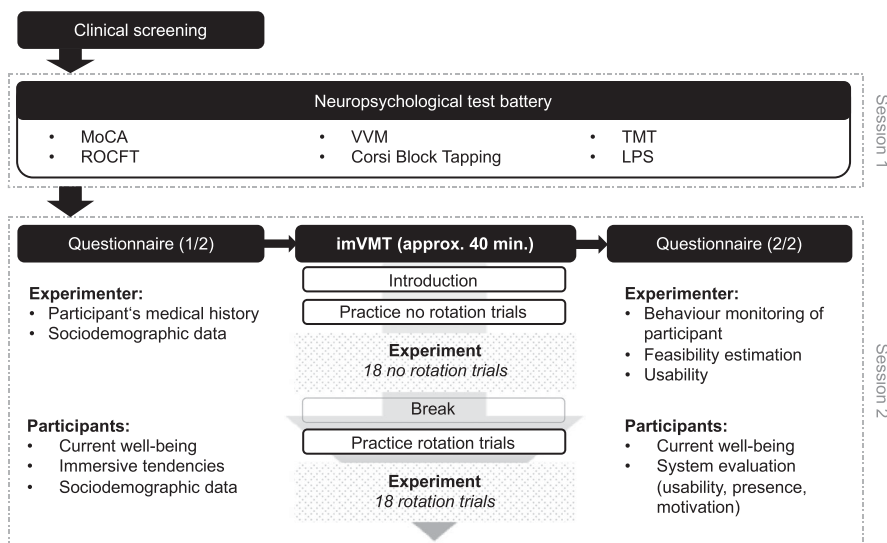 Clinical screening
Neuropsychological test battery
• MoCA
• ROCFT
• VVM
• Corsi Block Tapping
• TMT
• LPS
Session 1
Questionnaire (1/2)
Experimenter:
• Participant's medical history
• Sociodemographic data
Participants:
• Current well-being
• Immersive tendencies
• Sociodemographic data
imVMT (approx. 40 min.)
Introduction
Practice no rotation trials
Experiment
18 no rotation trials
Break
Practice rotation trials
Experiment
18 rotation trials
Questionnaire (2/2)
Experimenter:
• Behaviour monitoring of
participant
• Feasibility estimation
• Usability
Participants:
• Current well-being
• System evaluation
(usability, presence,
motivation)
Session 2